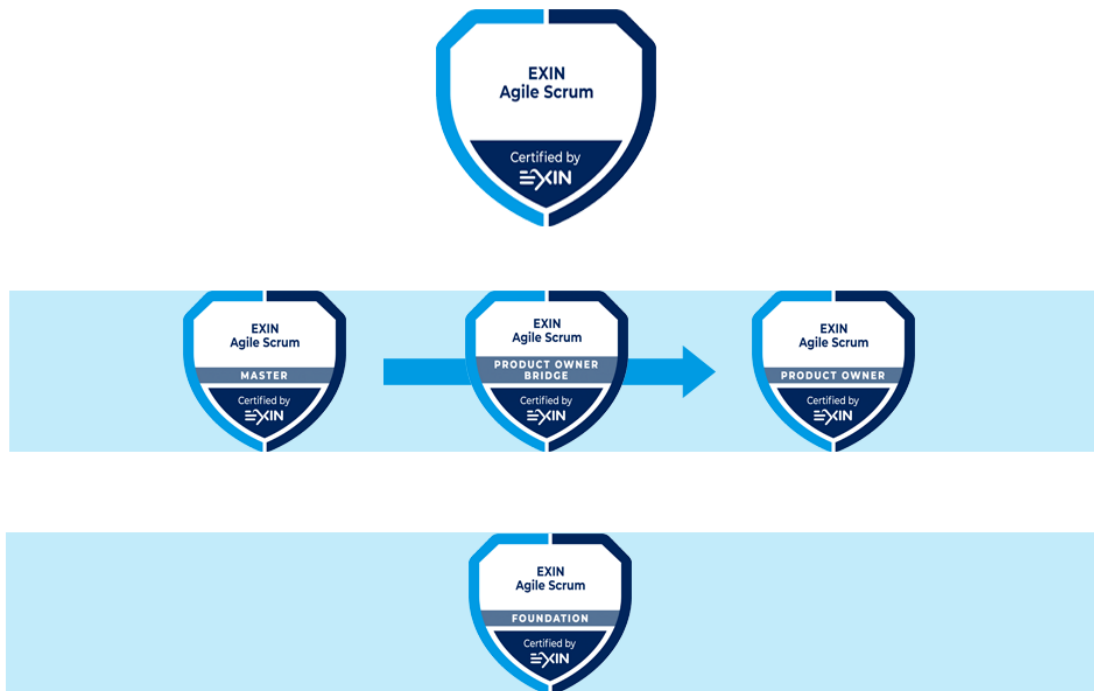 EXIN
Agile Scrum
Certified by
EXIN
EXIN
Agile Scrum
MASTER
Certified by
EXIN
EXIN
Agile Scrum
PRODUCT OWNER
BRIDGE
Certified by
EXIN
EXIN
Agile Scrum
PRODUCT OWNER
Certified by
EXIN
EXIN
Agile Scrum
FOUNDATION
Certified by
EXIN